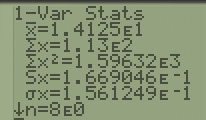 1-Var Stats
x̄=1.4125ᴇ1
Σx=1.13ᴇ2
Σx²=1.59632ᴇ3
Sx=1.669046ᴇ⁻1
σx=1.561249ᴇ⁻1
↓n=8ᴇ0